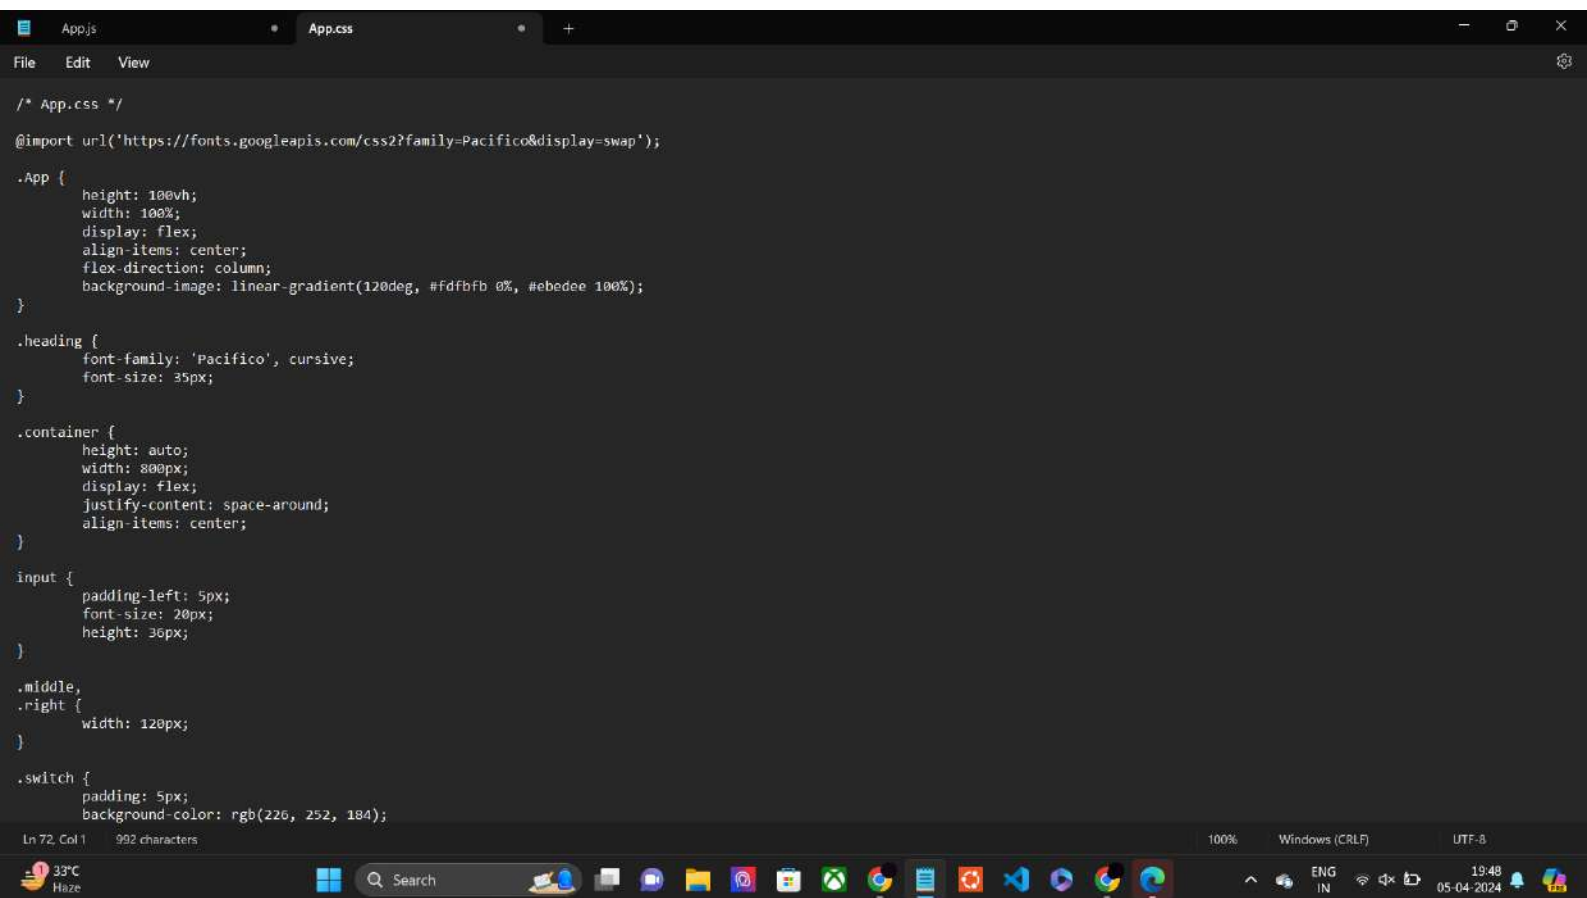 App.js
App.css
File Edit View
/* App.css */
@import url('https://fonts.googleapis.com/css2?family=Pacifico&display=swap');
.App {
height: 100vh;
width: 100%;
display: flex;
align-items: center;
flex-direction: column;
background-image: linear-gradient(120deg, #fdfbfb 0%, #ebedee 100%);
}
.heading {
font-family: 'Pacifico', cursive;
font-size: 35px;
}
.container {
height: auto;
width: 800px;
display: flex;
justify-content: space-around;
align-items: center;
}
input {
padding-left: 5px;
font-size: 20px;
height: 36px;
}
.middle,
.right {
width: 120px;
}
.switch {
padding: 5px;
background-color: rgb(226, 252, 184);
Ln 72, Col 1 992 characters 100% Windows (CRLF) UTF-8
1
33°C
Haze
Search
ENG
IN
19:48
05-04-2024
PRE